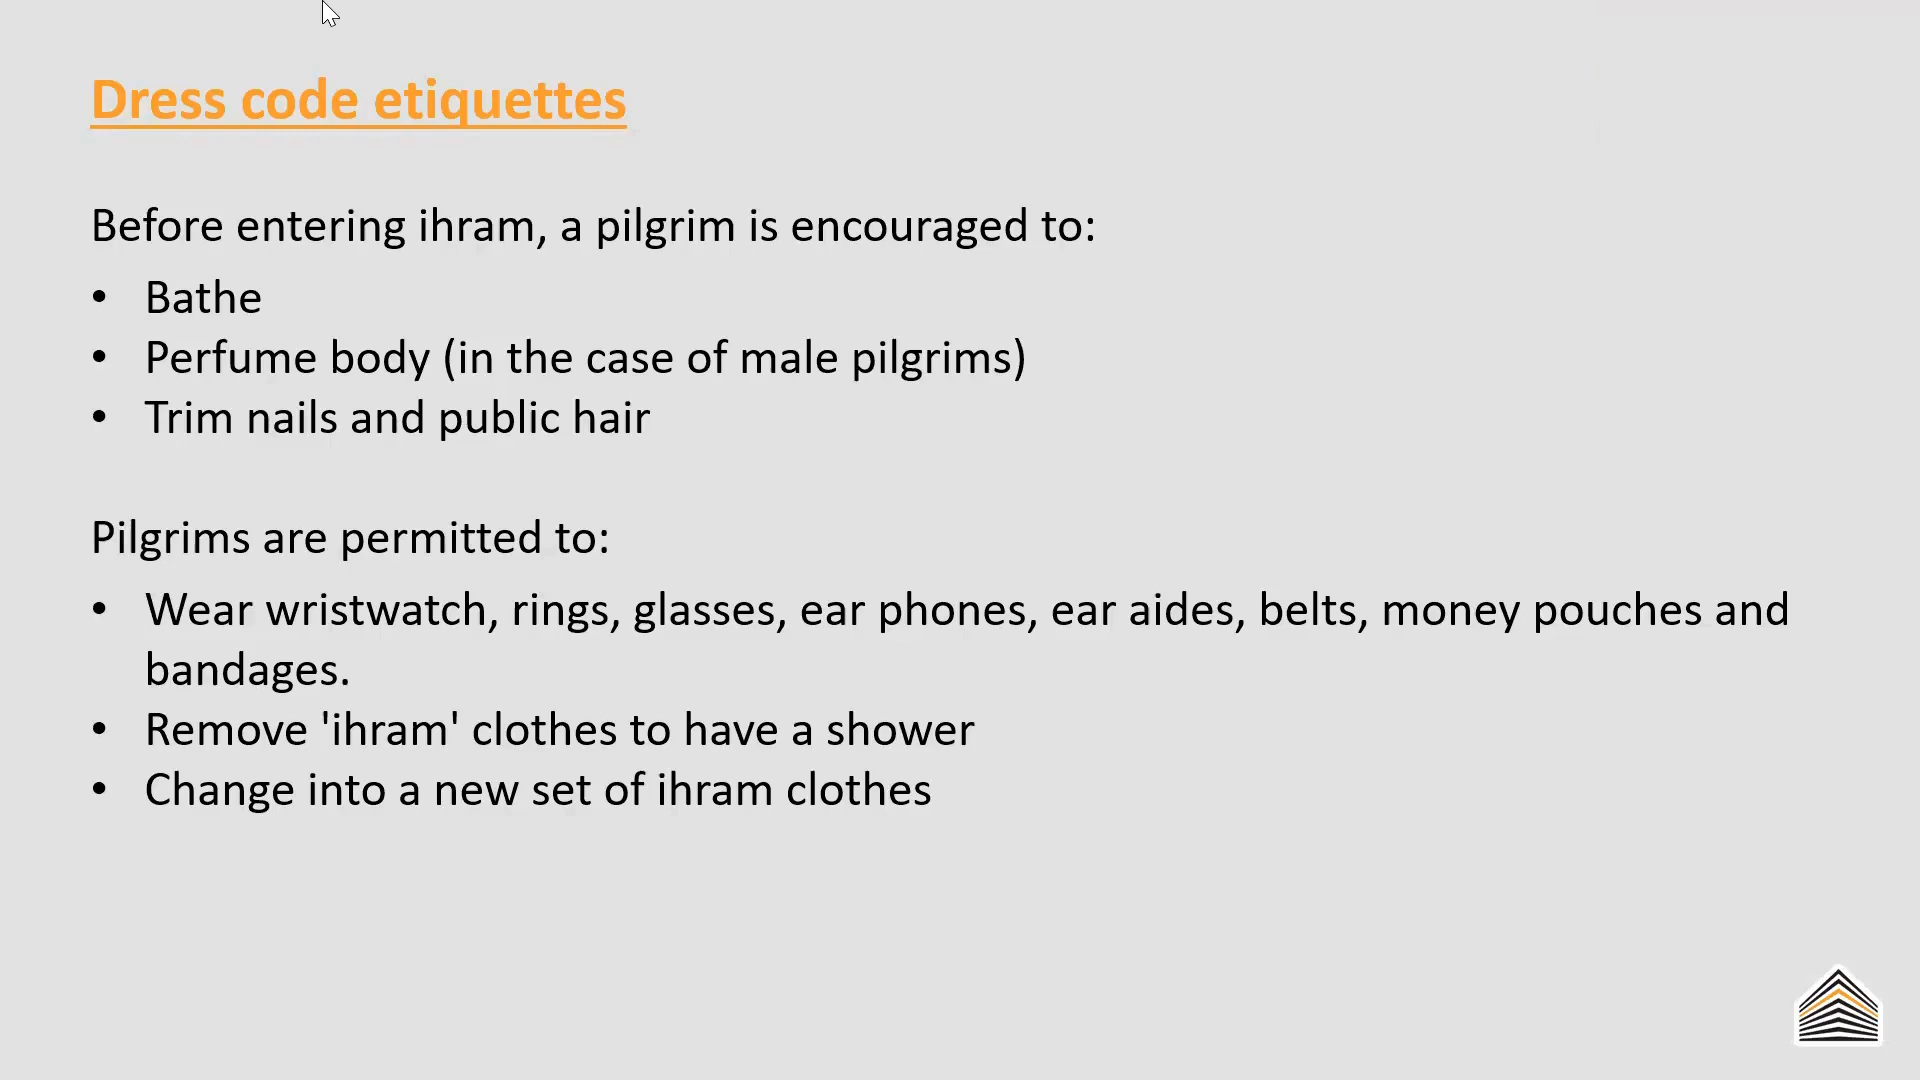 Dress code etiquettes
Before entering ihram, a pilgrim is encouraged to:
• Bathe
• Perfume body (in the case of male pilgrims)
• Trim nails and public hair
Pilgrims are permitted to:
• Wear wristwatch, rings, glasses, ear phones, ear aides, belts, money pouches and
bandages.
• Remove 'ihram' clothes to have a shower
• Change into a new set of ihram clothes